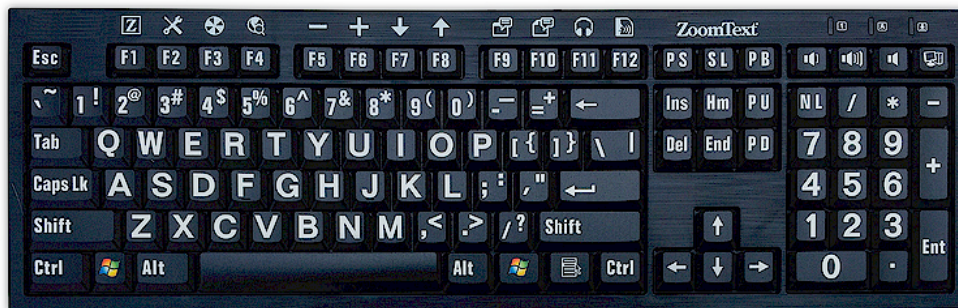 Z ZoomText 1 A
Esc F1 F2 F3 F4 F5 F6 F7 F8 F9 F10 F11 F12 PS SL PB
`~ 1! 2@ 3# 4$ 5% 6^ 7& 8* 9( 0) -_ =+ ← Ins Hm PU NL / * -
Tab Q W E R T Y U I O P [{ ]} \| Del End PD 7 8 9 +
Caps Lk A S D F G H J K L ;: '" 4 5 6
Shift Z X C V B N M ,< .> /? Shift ↑ 1 2 3 Ent
Ctrl Alt Alt Ctrl ← ↓ → 0 .